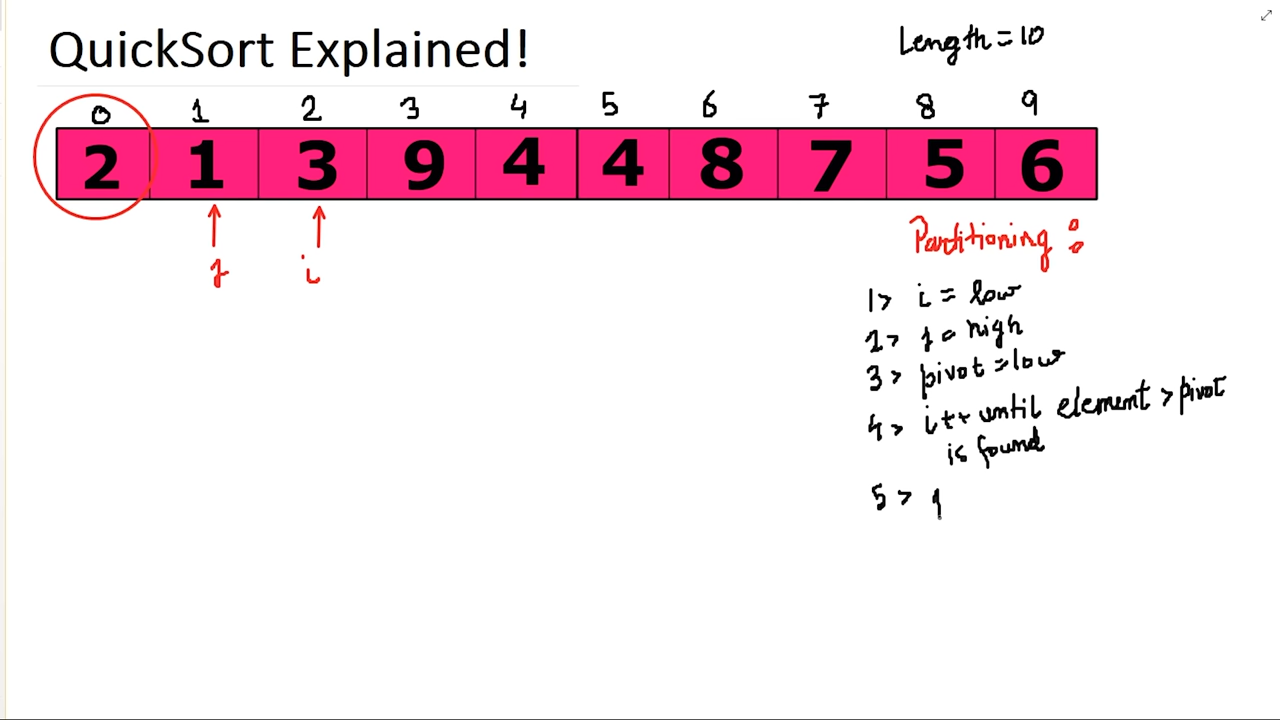 QuickSort Explained!
Length = 10
0 1 2 3 4 5 6 7 8 9
2 1 3 9 4 4 8 7 5 6
j i
Partitioning :
1> i = low
2> j = high
3> pivot = low
4> i++ until element > pivot
is found
5> j